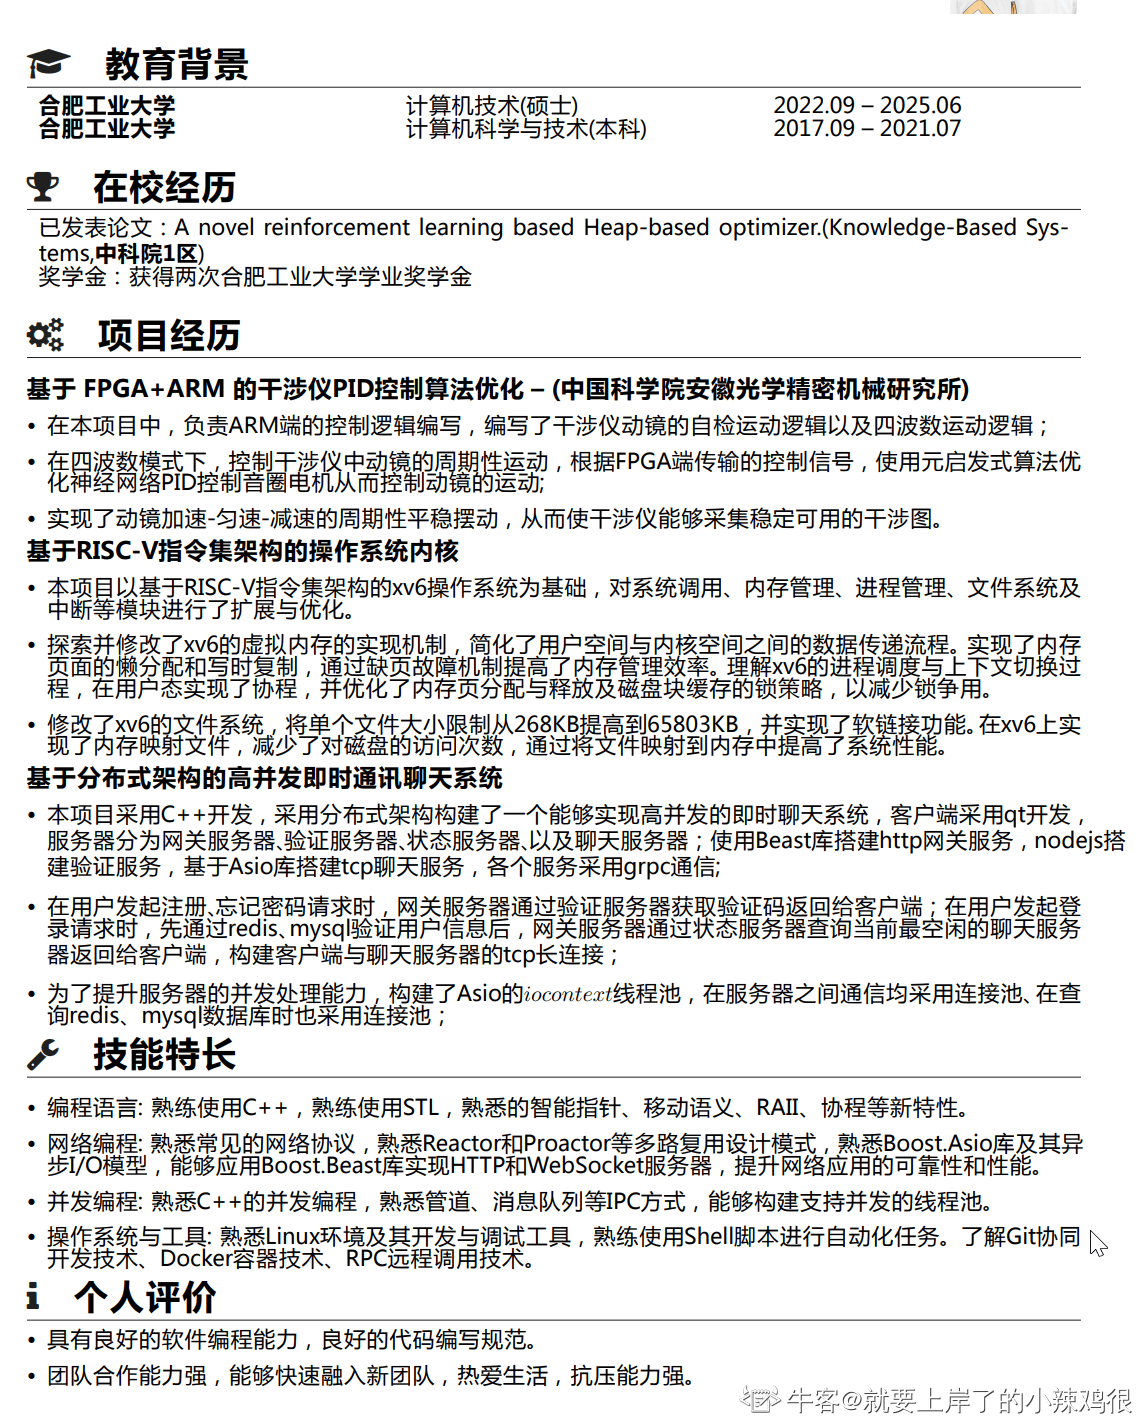 教育背景
合肥工业大学 计算机技术(硕士) 2022.09 – 2025.06
合肥工业大学 计算机科学与技术(本科) 2017.09 – 2021.07
在校经历
已发表论文：A novel reinforcement learning based Heap-based optimizer.(Knowledge-Based Sys-
tems,中科院1区)
奖学金：获得两次合肥工业大学学业奖学金
项目经历
基于 FPGA+ARM 的干涉仪PID控制算法优化 – (中国科学院安徽光学精密机械研究所)
• 在本项目中，负责ARM端的控制逻辑编写，编写了干涉仪动镜的自检运动逻辑以及四波数运动逻辑；
• 在四波数模式下，控制干涉仪中动镜的周期性运动，根据FPGA端传输的控制信号，使用元启发式算法优
化神经网络PID控制音圈电机从而控制动镜的运动;
• 实现了动镜加速-匀速-减速的周期性平稳摆动，从而使干涉仪能够采集稳定可用的干涉图。
基于RISC-V指令集架构的操作系统内核
• 本项目以基于RISC-V指令集架构的xv6操作系统为基础，对系统调用、内存管理、进程管理、文件系统及
中断等模块进行了扩展与优化。
• 探索并修改了xv6的虚拟内存的实现机制，简化了用户空间与内核空间之间的数据传递流程。实现了内存
页面的懒分配和写时复制，通过缺页故障机制提高了内存管理效率。理解xv6的进程调度与上下文切换过
程，在用户态实现了协程，并优化了内存页分配与释放及磁盘块缓存的锁策略，以减少锁争用。
• 修改了xv6的文件系统，将单个文件大小限制从268KB提高到65803KB，并实现了软链接功能。在xv6上实
现了内存映射文件，减少了对磁盘的访问次数，通过将文件映射到内存中提高了系统性能。
基于分布式架构的高并发即时通讯聊天系统
• 本项目采用C++开发，采用分布式架构构建了一个能够实现高并发的即时聊天系统，客户端采用qt开发，
服务器分为网关服务器、验证服务器、状态服务器、以及聊天服务器；使用Beast库搭建http网关服务，nodejs搭
建验证服务，基于Asio库搭建tcp聊天服务，各个服务采用grpc通信;
• 在用户发起注册、忘记密码请求时，网关服务器通过验证服务器获取验证码返回给客户端；在用户发起登
录请求时，先通过redis、mysql验证用户信息后，网关服务器通过状态服务器查询当前最空闲的聊天服务
器返回给客户端，构建客户端与聊天服务器的tcp长连接；
• 为了提升服务器的并发处理能力，构建了Asio的iocontext线程池，在服务器之间通信均采用连接池、在查
询redis、mysql数据库时也采用连接池；
技能特长
• 编程语言: 熟练使用C++，熟练使用STL，熟悉的智能指针、移动语义、RAII、协程等新特性。
• 网络编程: 熟悉常见的网络协议，熟悉Reactor和Proactor等多路复用设计模式，熟悉Boost.Asio库及其异
步I/O模型，能够应用Boost.Beast库实现HTTP和WebSocket服务器，提升网络应用的可靠性和性能。
• 并发编程: 熟悉C++的并发编程，熟悉管道、消息队列等IPC方式，能够构建支持并发的线程池。
• 操作系统与工具: 熟悉Linux环境及其开发与调试工具，熟练使用Shell脚本进行自动化任务。了解Git协同
开发技术、Docker容器技术、RPC远程调用技术。
个人评价
• 具有良好的软件编程能力，良好的代码编写规范。
• 团队合作能力强，能够快速融入新团队，热爱生活，抗压能力强。
牛客@就要上岸了的小辣鸡很